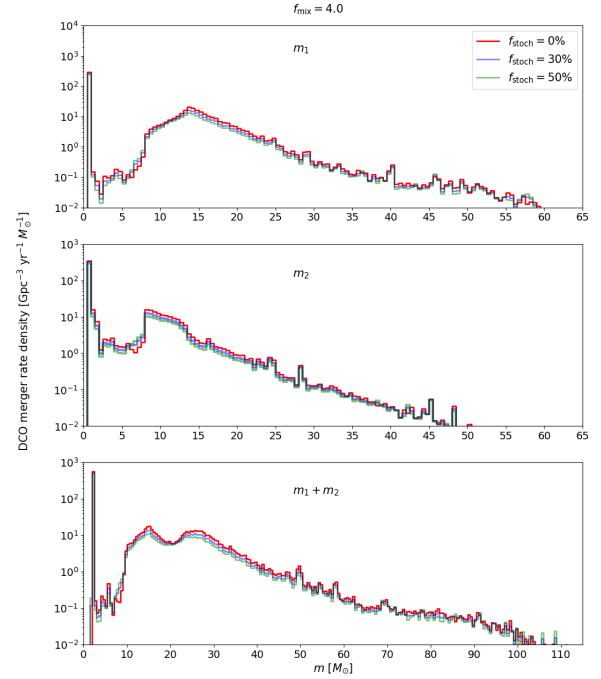 f_mix = 4.0
10^4
10^3
10^2
10^1
10^0
10^-1
10^-2
m_1
f_stoch = 0%
f_stoch = 30%
f_stoch = 50%
0 5 10 15 20 25 30 35 40 45 50 55 60 65
DCO merger rate density [Gpc^-3 yr^-1 M_⊙^-1]
10^3
10^2
10^1
10^0
10^-1
10^-2
m_2
0 5 10 15 20 25 30 35 40 45 50 55 60 65
10^3
10^2
10^1
10^0
10^-1
10^-2
m_1 + m_2
0 10 20 30 40 50 60 70 80 90 100 110
m [M_⊙]